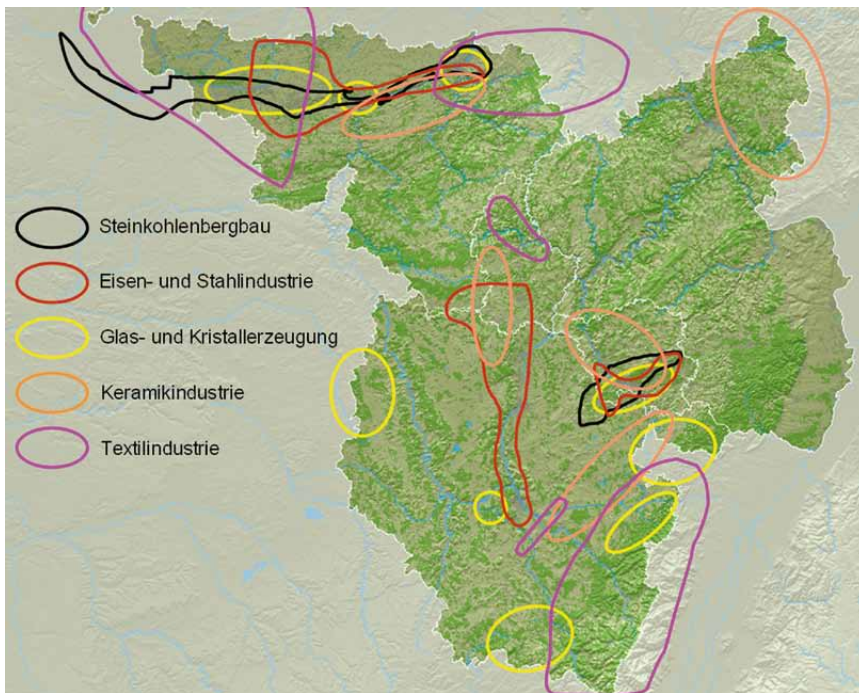 Steinkohlenbergbau
Eisen- und Stahlindustrie
Glas- und Kristallerzeugung
Keramikindustrie
Textilindustrie